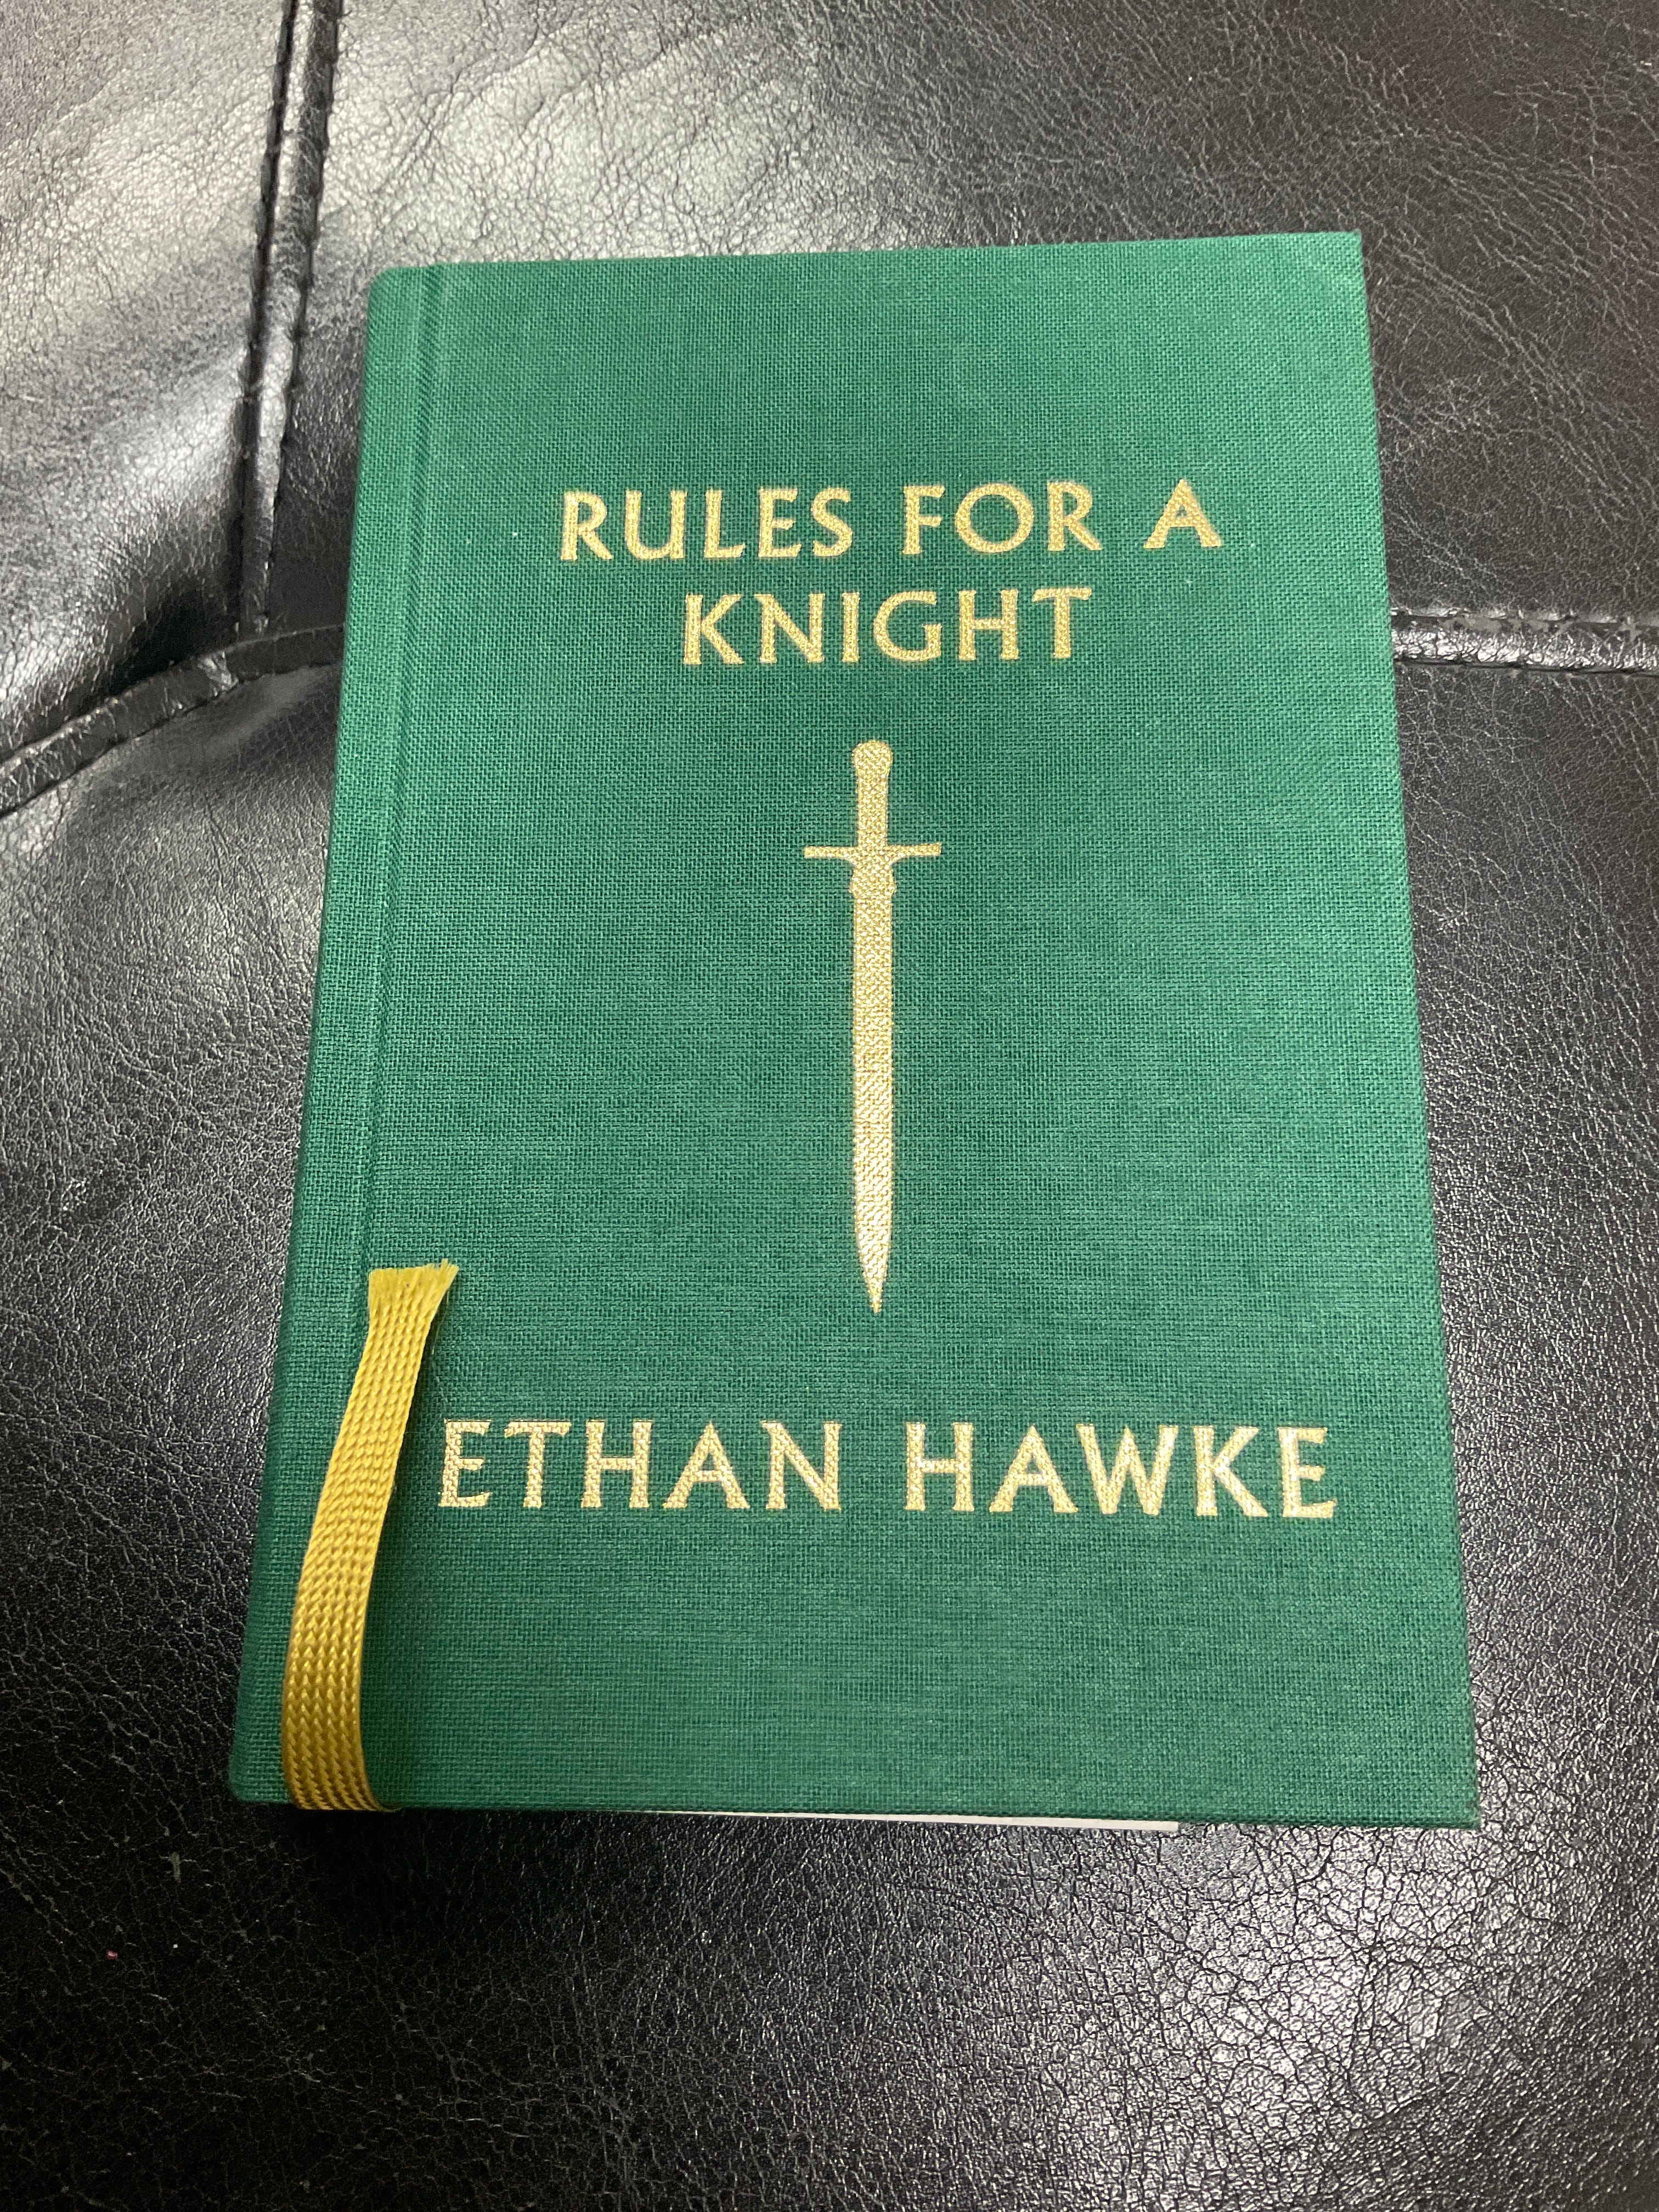 RULES FOR A
KNIGHT
ETHAN HAWKE